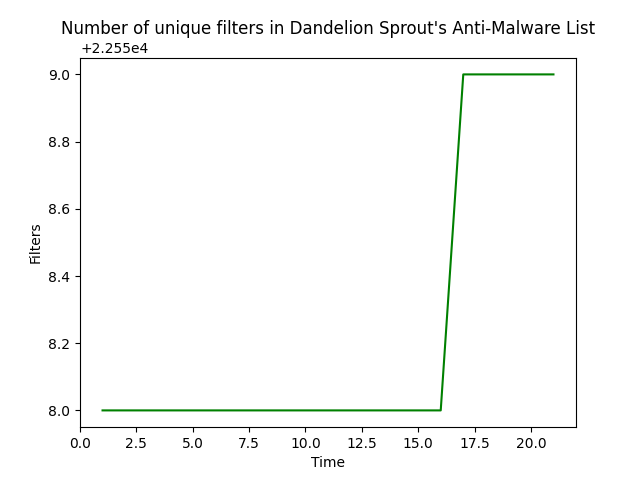 Number of unique filters in Dandelion Sprout's Anti-Malware List
+2.255e4
9.0
8.8
8.6
8.4
8.2
8.0
Filters
0.0 2.5 5.0 7.5 10.0 12.5 15.0 17.5 20.0
Time